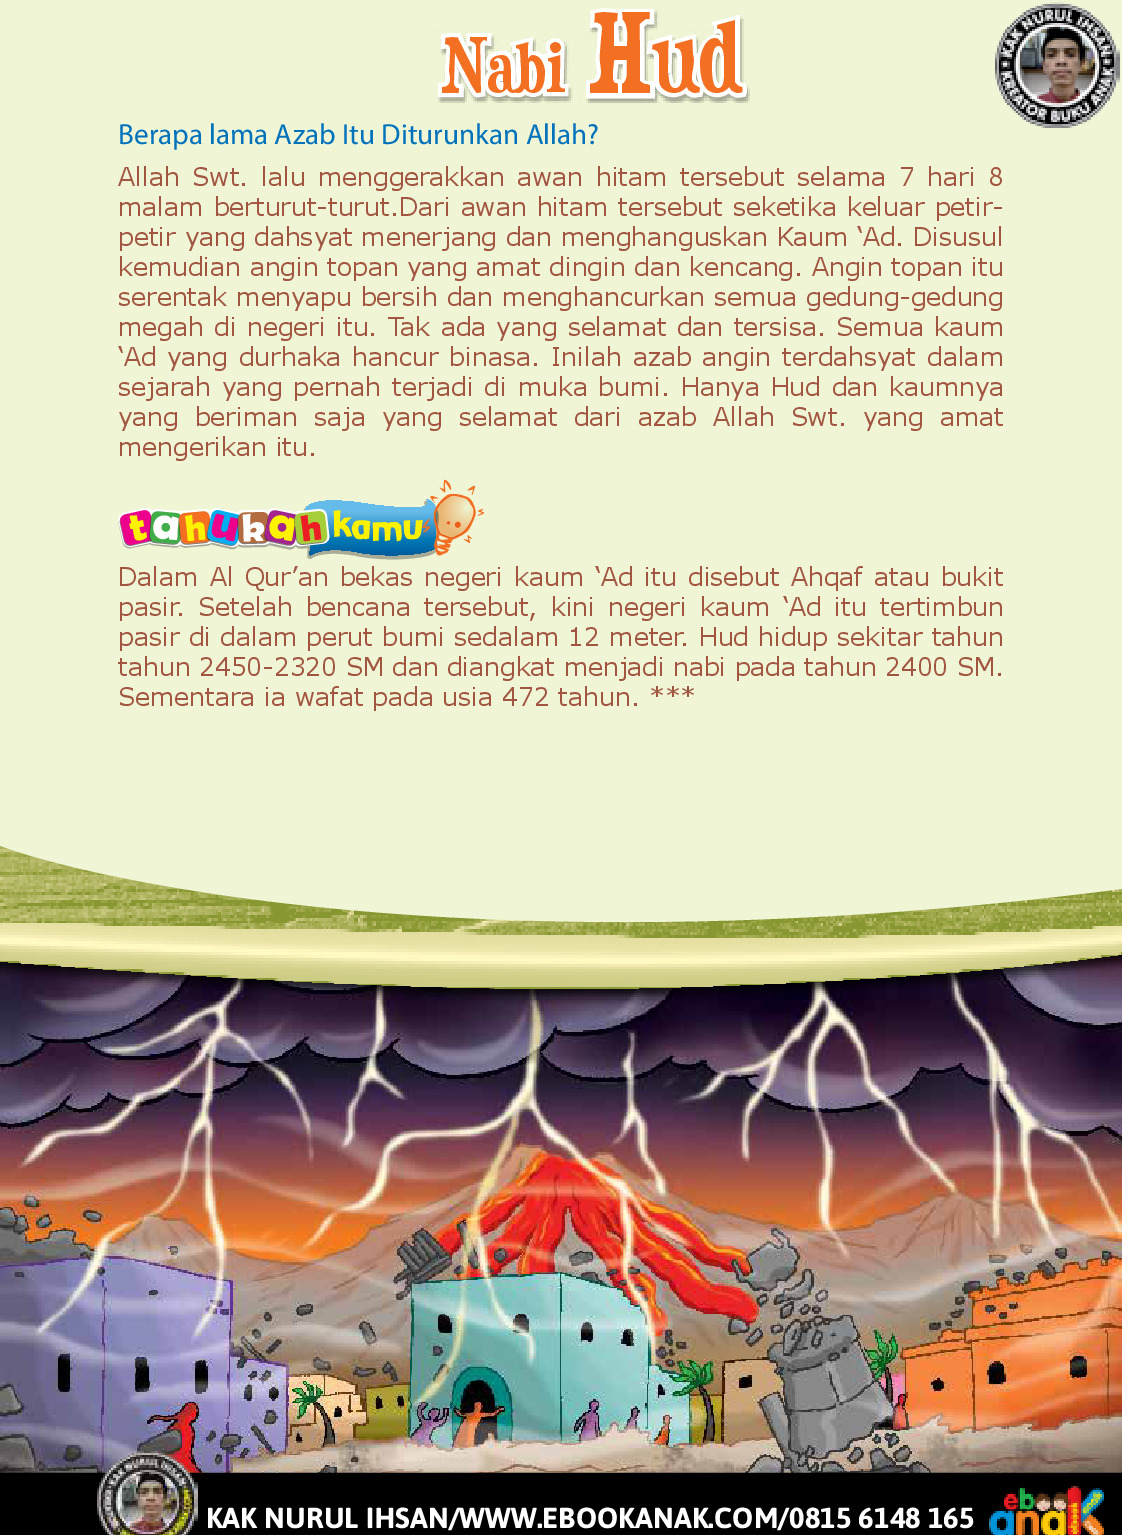 Nabi Hud
KAK NURUL IHSAN
KREATOR BUKU ANAK
Berapa lama Azab Itu Diturunkan Allah?
Allah Swt. lalu menggerakkan awan hitam tersebut selama 7 hari 8
malam berturut-turut.Dari awan hitam tersebut seketika keluar petir-
petir yang dahsyat menerjang dan menghanguskan Kaum ‘Ad. Disusul
kemudian angin topan yang amat dingin dan kencang. Angin topan itu
serentak menyapu bersih dan menghancurkan semua gedung-gedung
megah di negeri itu. Tak ada yang selamat dan tersisa. Semua kaum
‘Ad yang durhaka hancur binasa. Inilah azab angin terdahsyat dalam
sejarah yang pernah terjadi di muka bumi. Hanya Hud dan kaumnya
yang beriman saja yang selamat dari azab Allah Swt. yang amat
mengerikan itu.
tahukah kamu
Dalam Al Qur’an bekas negeri kaum ‘Ad itu disebut Ahqaf atau bukit
pasir. Setelah bencana tersebut, kini negeri kaum ‘Ad itu tertimbun
pasir di dalam perut bumi sedalam 12 meter. Hud hidup sekitar tahun
tahun 2450-2320 SM dan diangkat menjadi nabi pada tahun 2400 SM.
Sementara ia wafat pada usia 472 tahun. ***
KAK NURUL IHSAN
KAK NURUL IHSAN/WWW.EBOOKANAK.COM/0815 6148 165
ebook
anak